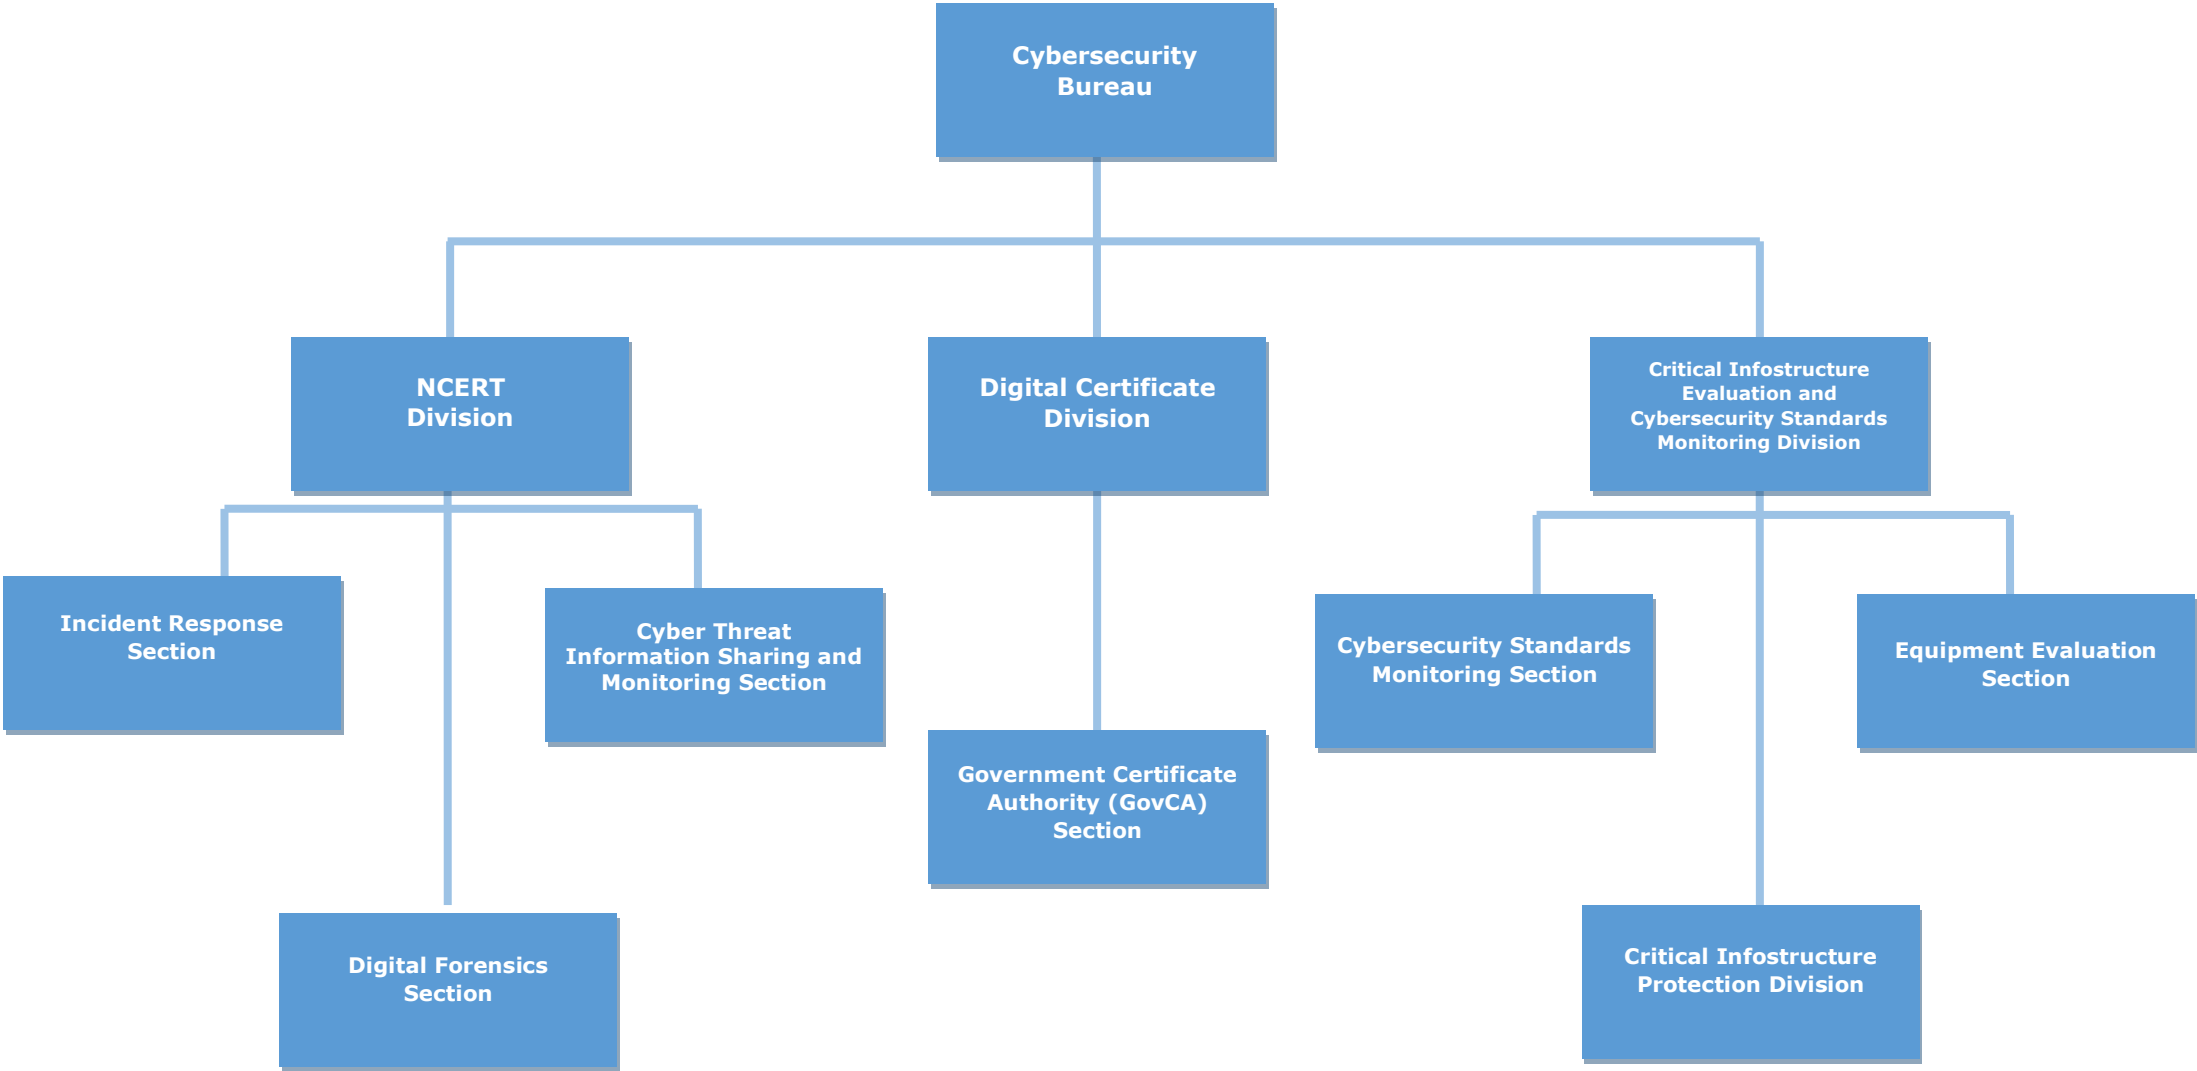 Cybersecurity
Bureau
NCERT
Division
Digital Certificate
Division
Critical Infostructure
Evaluation and
Cybersecurity Standards
Monitoring Division
Incident Response
Section
Cyber Threat
Information Sharing and
Monitoring Section
Cybersecurity Standards
Monitoring Section
Equipment Evaluation
Section
Government Certificate
Authority (GovCA)
Section
Digital Forensics
Section
Critical Infostructure
Protection Division